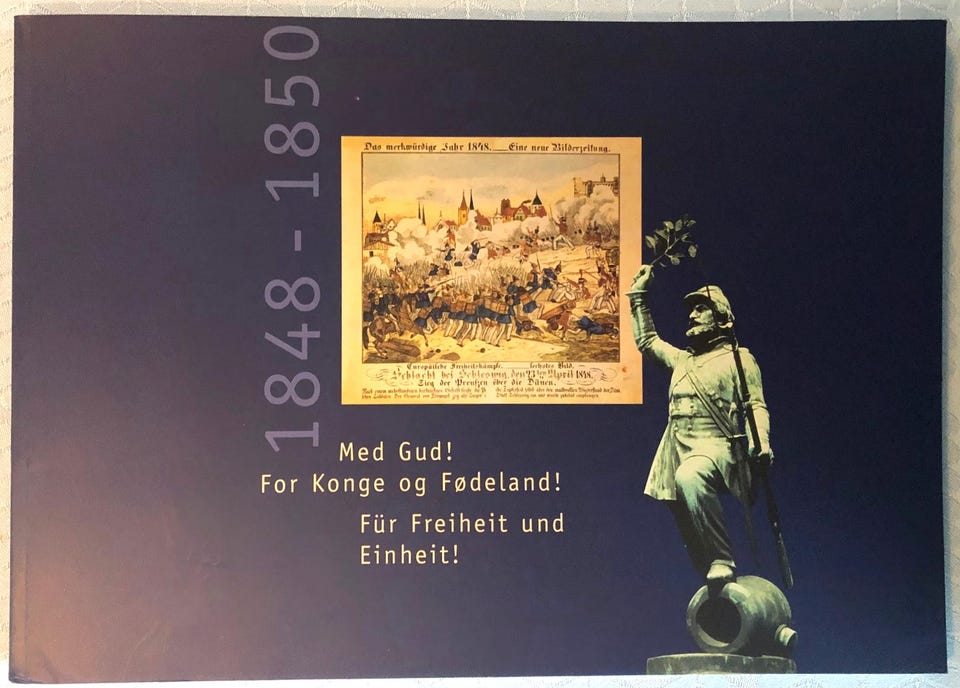 1848 - 1850
Das merkwürdige Jahr 1848. Eine neue Bilderzeitung.
Europäische Freiheitskämpfe. Sechstes Bild.
Schlacht bei Schleswig, den 23ten April 1848.
Sieg der Preußen über die Dänen.
Med Gud!
For Konge og Fødeland!
Für Freiheit und
Einheit!